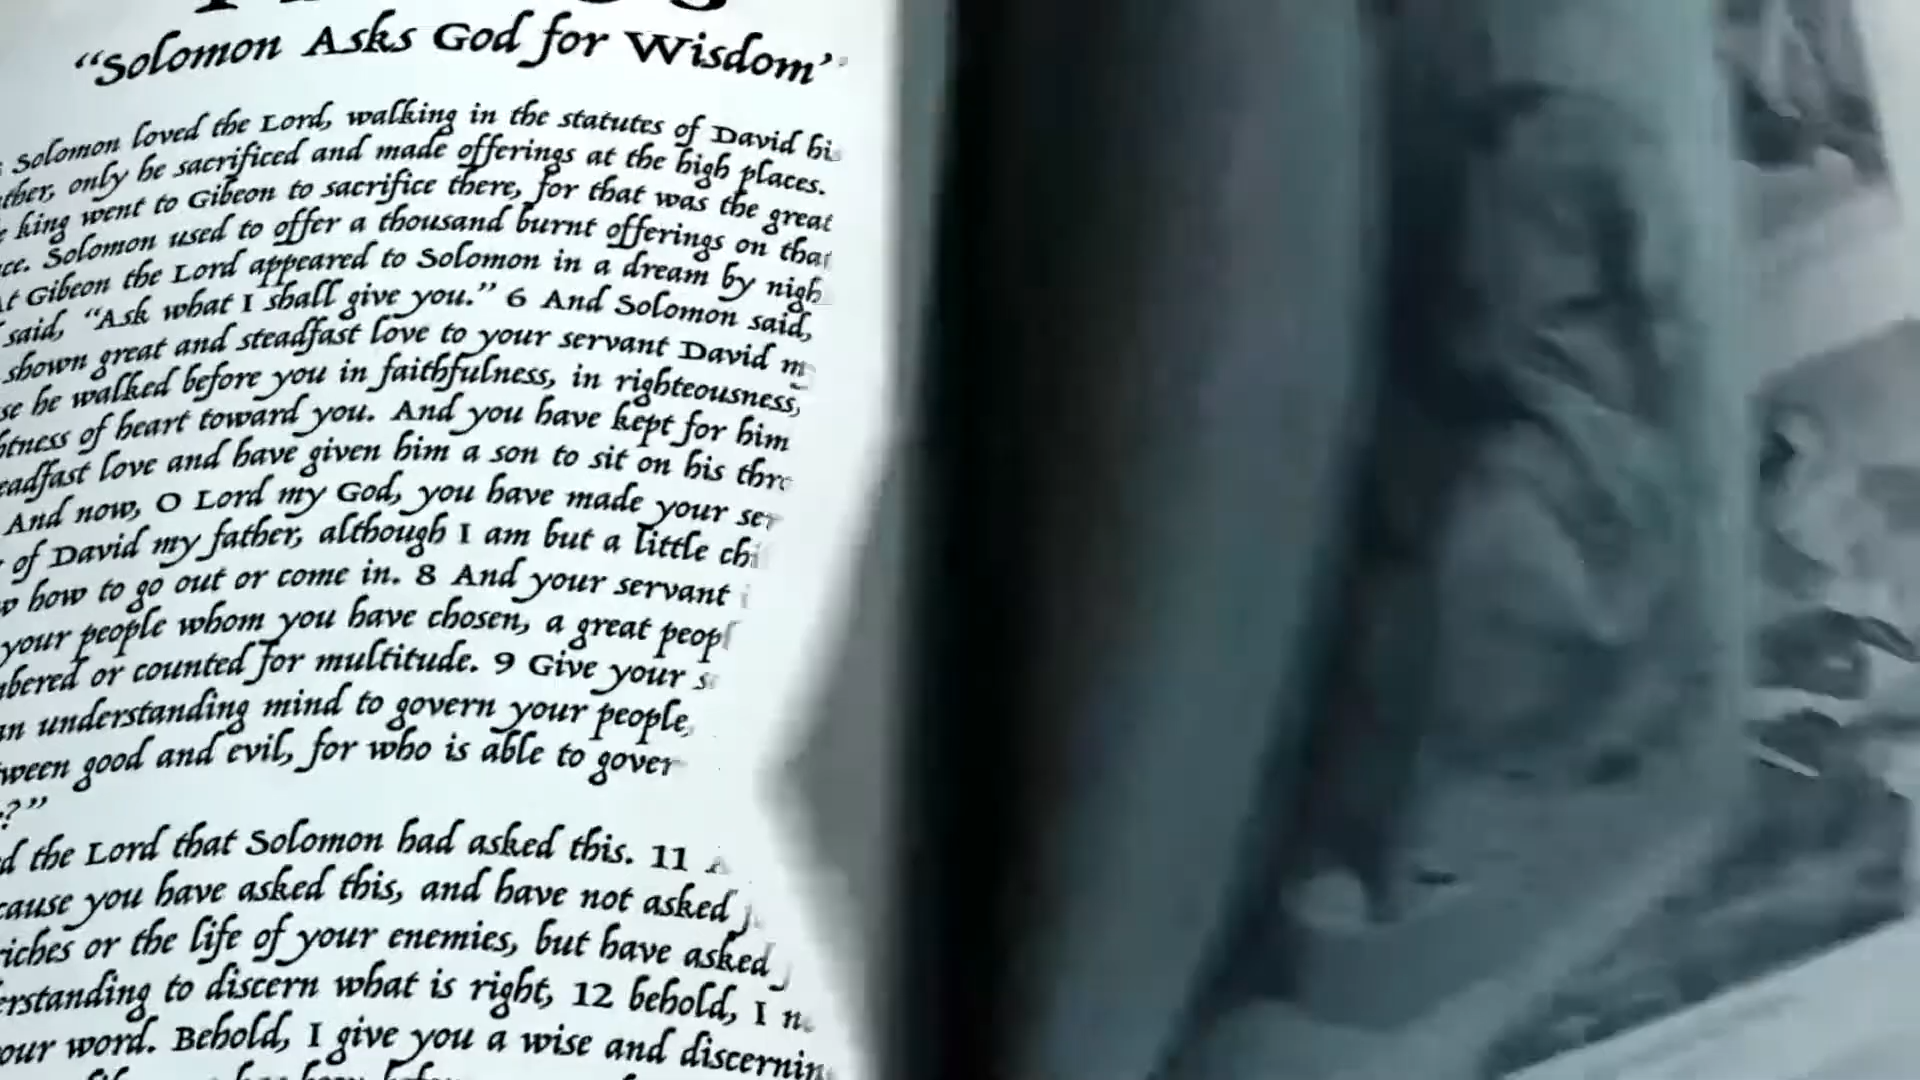 “Solomon Asks God for Wisdom”
Solomon loved the Lord, walking in the statutes of David
only he sacrificed and made offerings at the high places.
king went to Gibeon to sacrifice there, for that was the great
Solomon used to offer a thousand burnt offerings on
Gibeon the Lord appeared to Solomon in a dream by
said, “Ask what I shall give you.” 6 And Solomon said,
shown great and steadfast love to your servant David
he walked before you in faithfulness, in righteousness,
of heart toward you. And you have kept for him
love and have given him a son to sit on his
And now, O Lord my God, you have made your
of David my father, although I am but a little
how to go out or come in. 8 And your servant
your people whom you have chosen, a great
or counted for multitude. 9 Give your
understanding mind to govern your people,
good and evil, for who is able to
?”
the Lord that Solomon had asked this. 11
you have asked this, and have not asked
or the life of your enemies, but have asked
to discern what is right, 12 behold, I
word. Behold, I give you a wise and